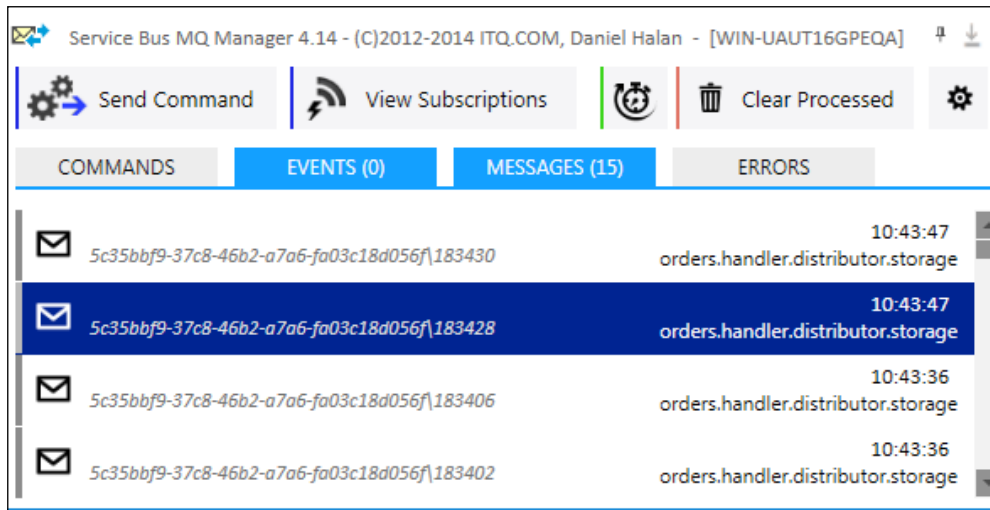 Service Bus MQ Manager 4.14 - (C)2012-2014 ITQ.COM, Daniel Halan - [WIN-UAUT16GPEQA]
Send Command View Subscriptions Clear Processed
COMMANDS EVENTS (0) MESSAGES (15) ERRORS
10:43:47
5c35bbf9-37c8-46b2-a7a6-fa03c18d056f\183430 orders.handler.distributor.storage
10:43:47
5c35bbf9-37c8-46b2-a7a6-fa03c18d056f\183428 orders.handler.distributor.storage
10:43:36
5c35bbf9-37c8-46b2-a7a6-fa03c18d056f\183406 orders.handler.distributor.storage
10:43:36
5c35bbf9-37c8-46b2-a7a6-fa03c18d056f\183402 orders.handler.distributor.storage